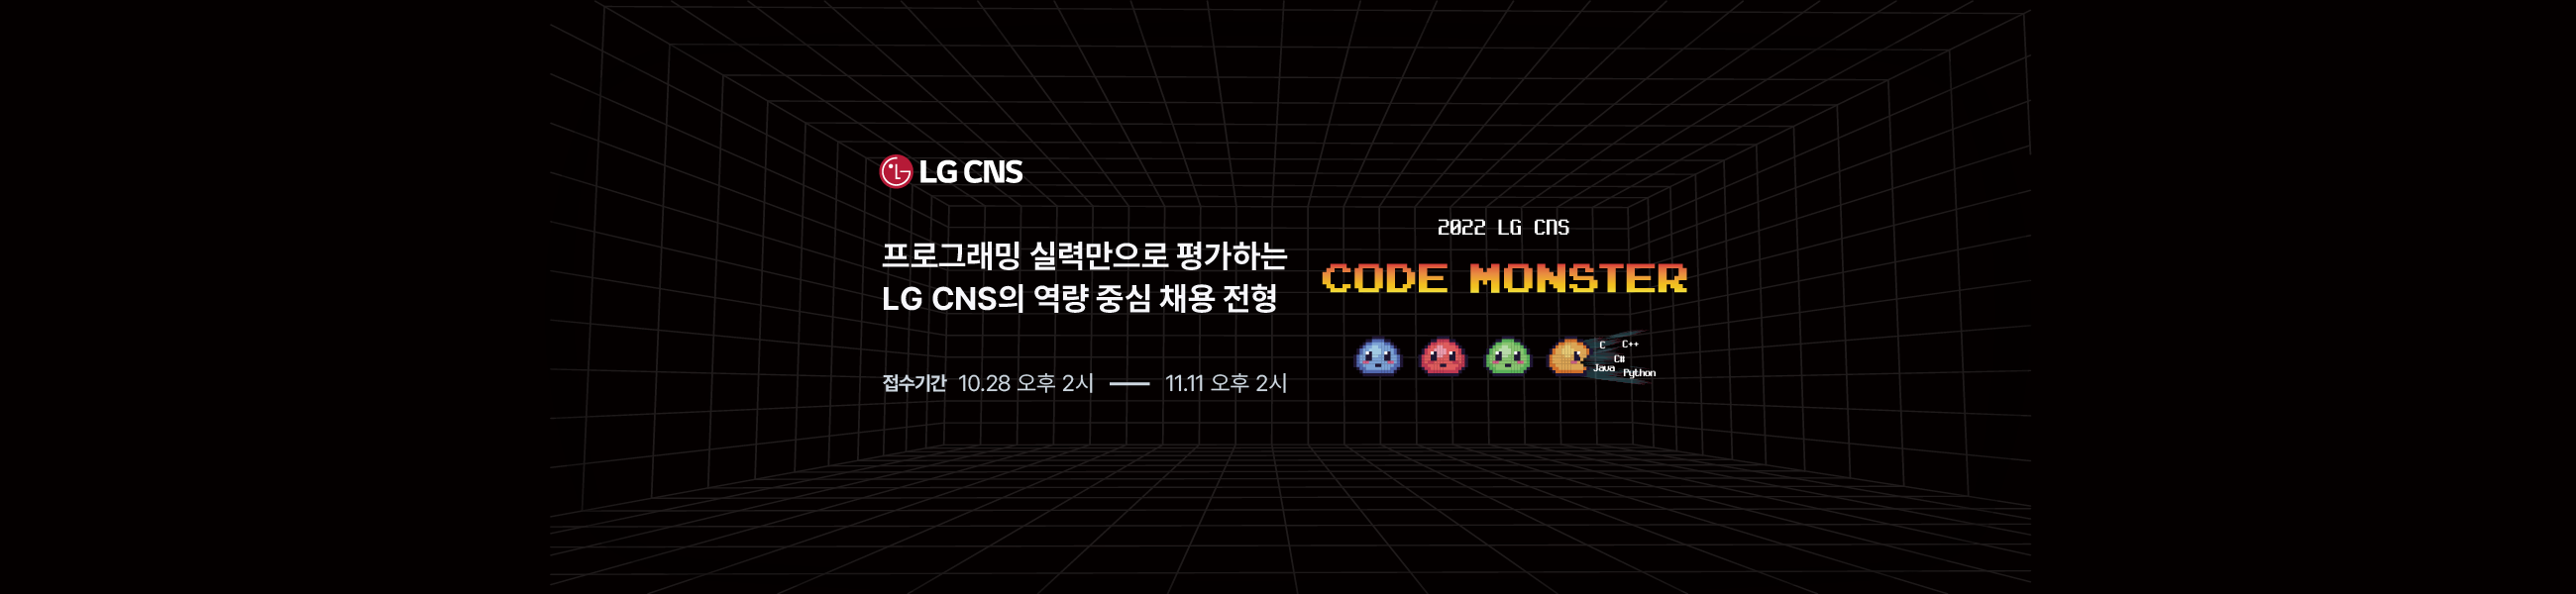 LG CNS
프로그래밍 실력만으로 평가하는
LG CNS의 역량 중심 채용 전형
접수기간 10.28 오후 2시 — 11.11 오후 2시
2022 LG CNS
CODE MONSTER
C C++
C#
Java Python